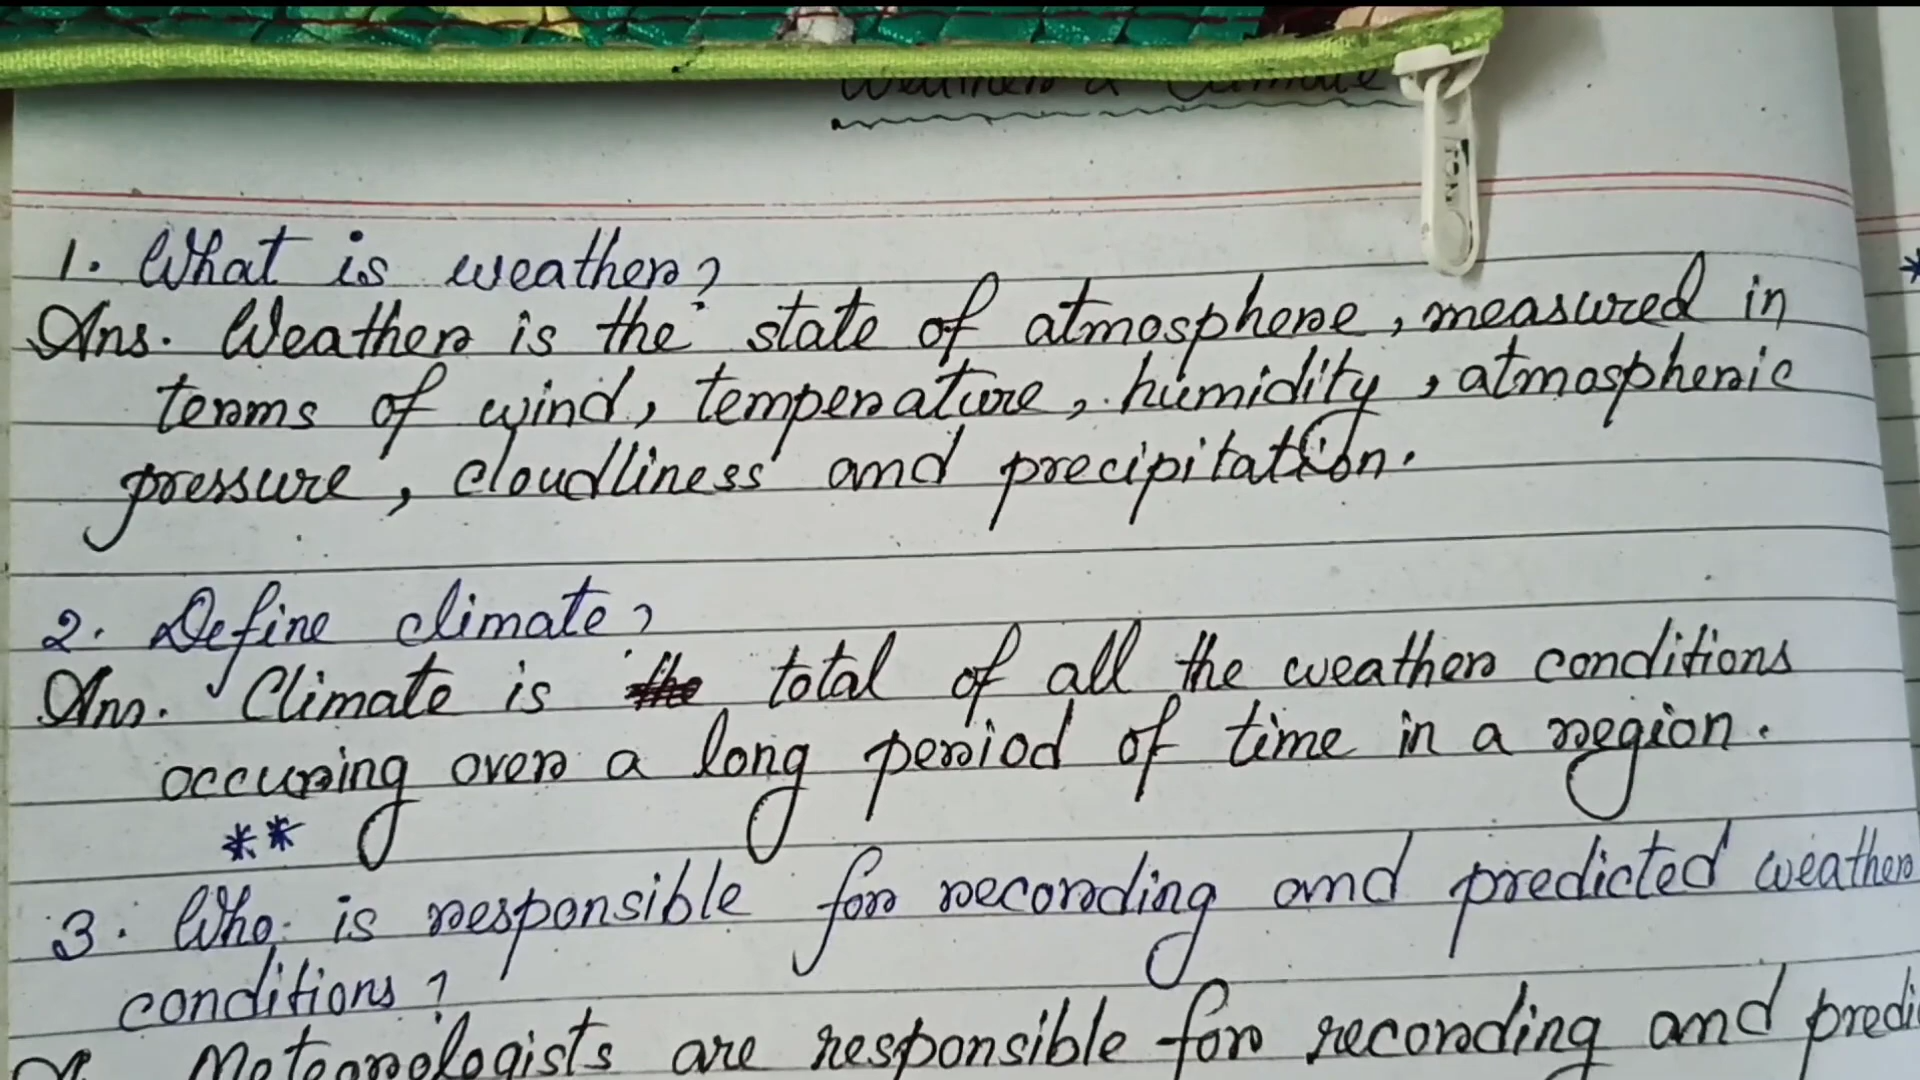 Weather & Climate
1. What is weather?
Ans. Weather is the state of atmosphere, measured in
terms of wind, temperature, humidity, atmospheric
pressure, cloudliness and precipitation.
2. Define climate?
Ans. Climate is the total of all the weather conditions
occuring over a long period of time in a region.
**
3. Who is responsible for recording and predicted weather
conditions?
Meteorologists are responsible for recording and predi